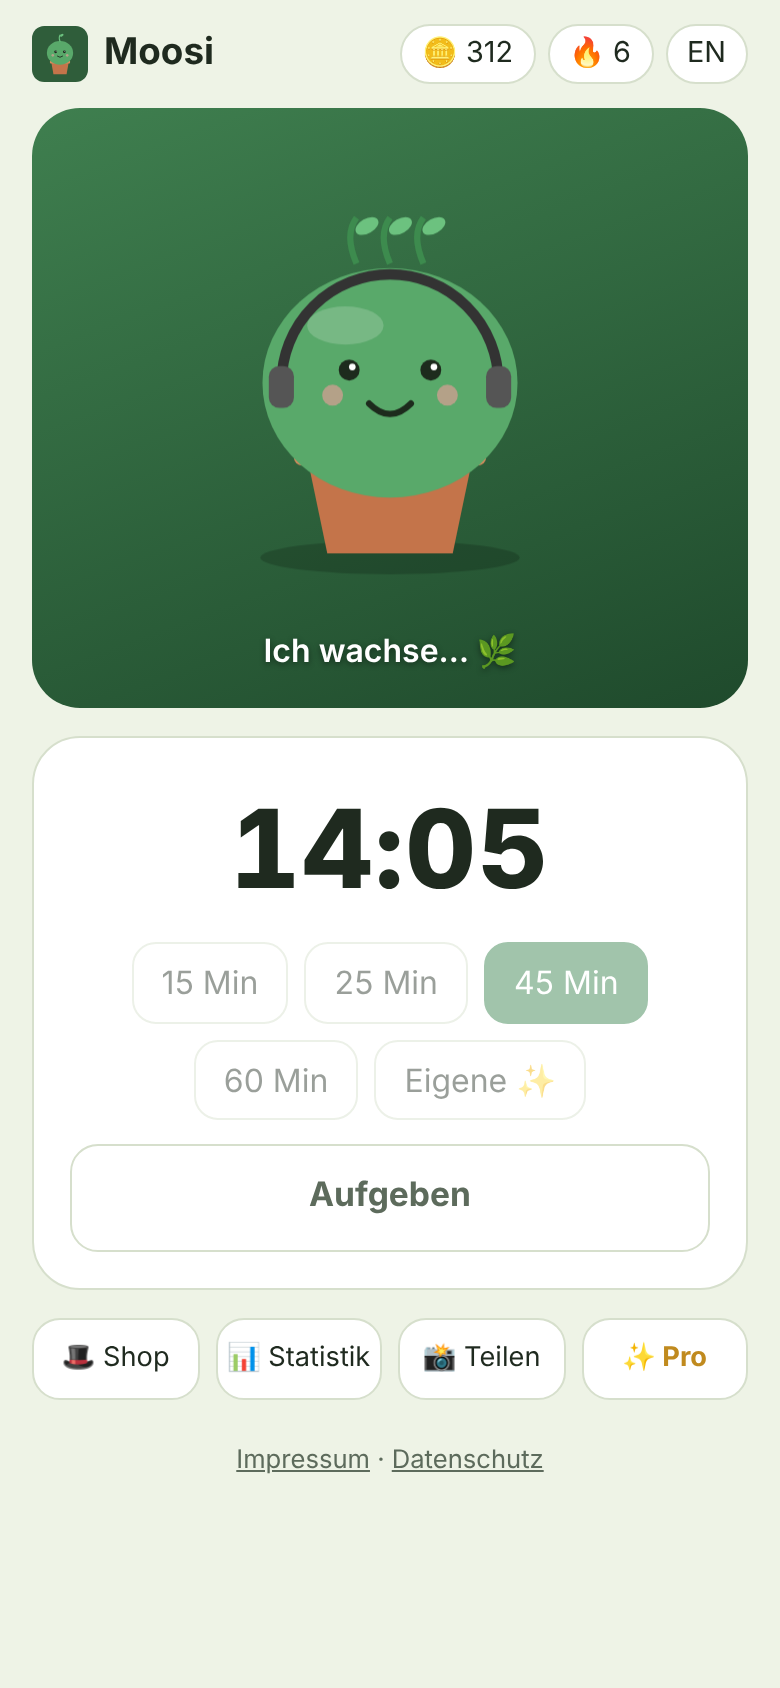 Moosi
🪙 312
🔥 6
EN
Ich wachse... 🌿
14:05
15 Min
25 Min
45 Min
60 Min
Eigene ✨
Aufgeben
🎩 Shop
📊 Statistik
📸 Teilen
✨ Pro
Impressum · Datenschutz